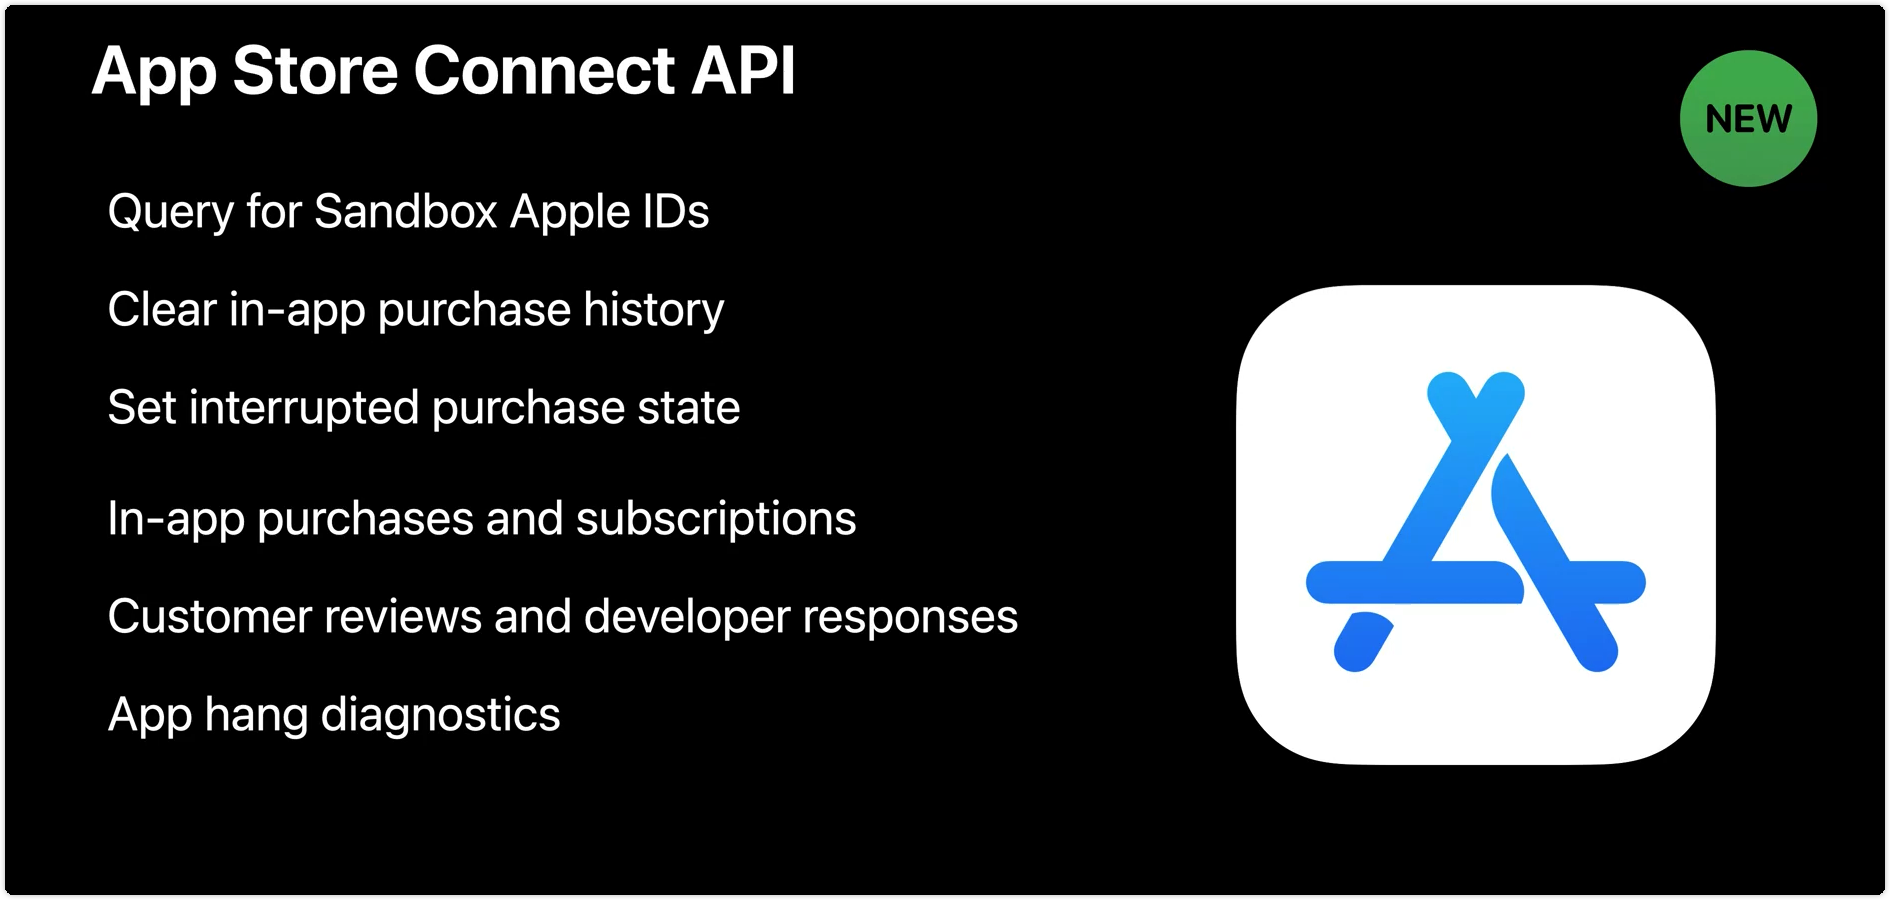 App Store Connect API
NEW
Query for Sandbox Apple IDs
Clear in-app purchase history
Set interrupted purchase state
In-app purchases and subscriptions
Customer reviews and developer responses
App hang diagnostics